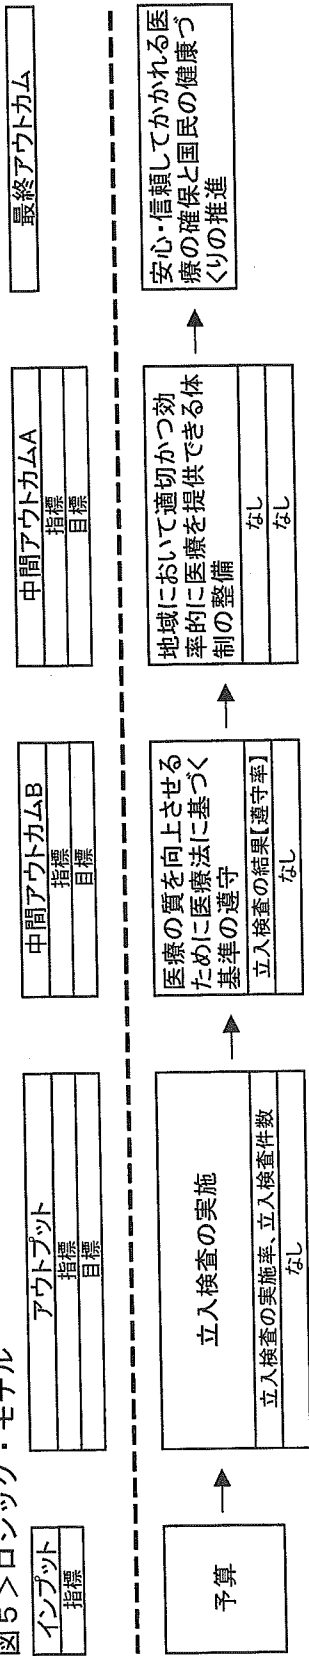 図5>ロジック・モデル
インプット
指標
アウトプット
指標
目標
中間アウトカムB
指標
目標
中間アウトカムA
指標
目標
最終アウトカム
予算
立入検査の実施
立入検査の実施率、立入検査件数
なし
医療の質を向上させる
ために医療法に基づく
基準の遵守
立入検査の結果【遵守率】
なし
地域において適切かつ効
率的に医療を提供できる体
制の整備
なし
なし
安心・信頼してかかれる医
療の確保と国民の健康づ
くりの推進